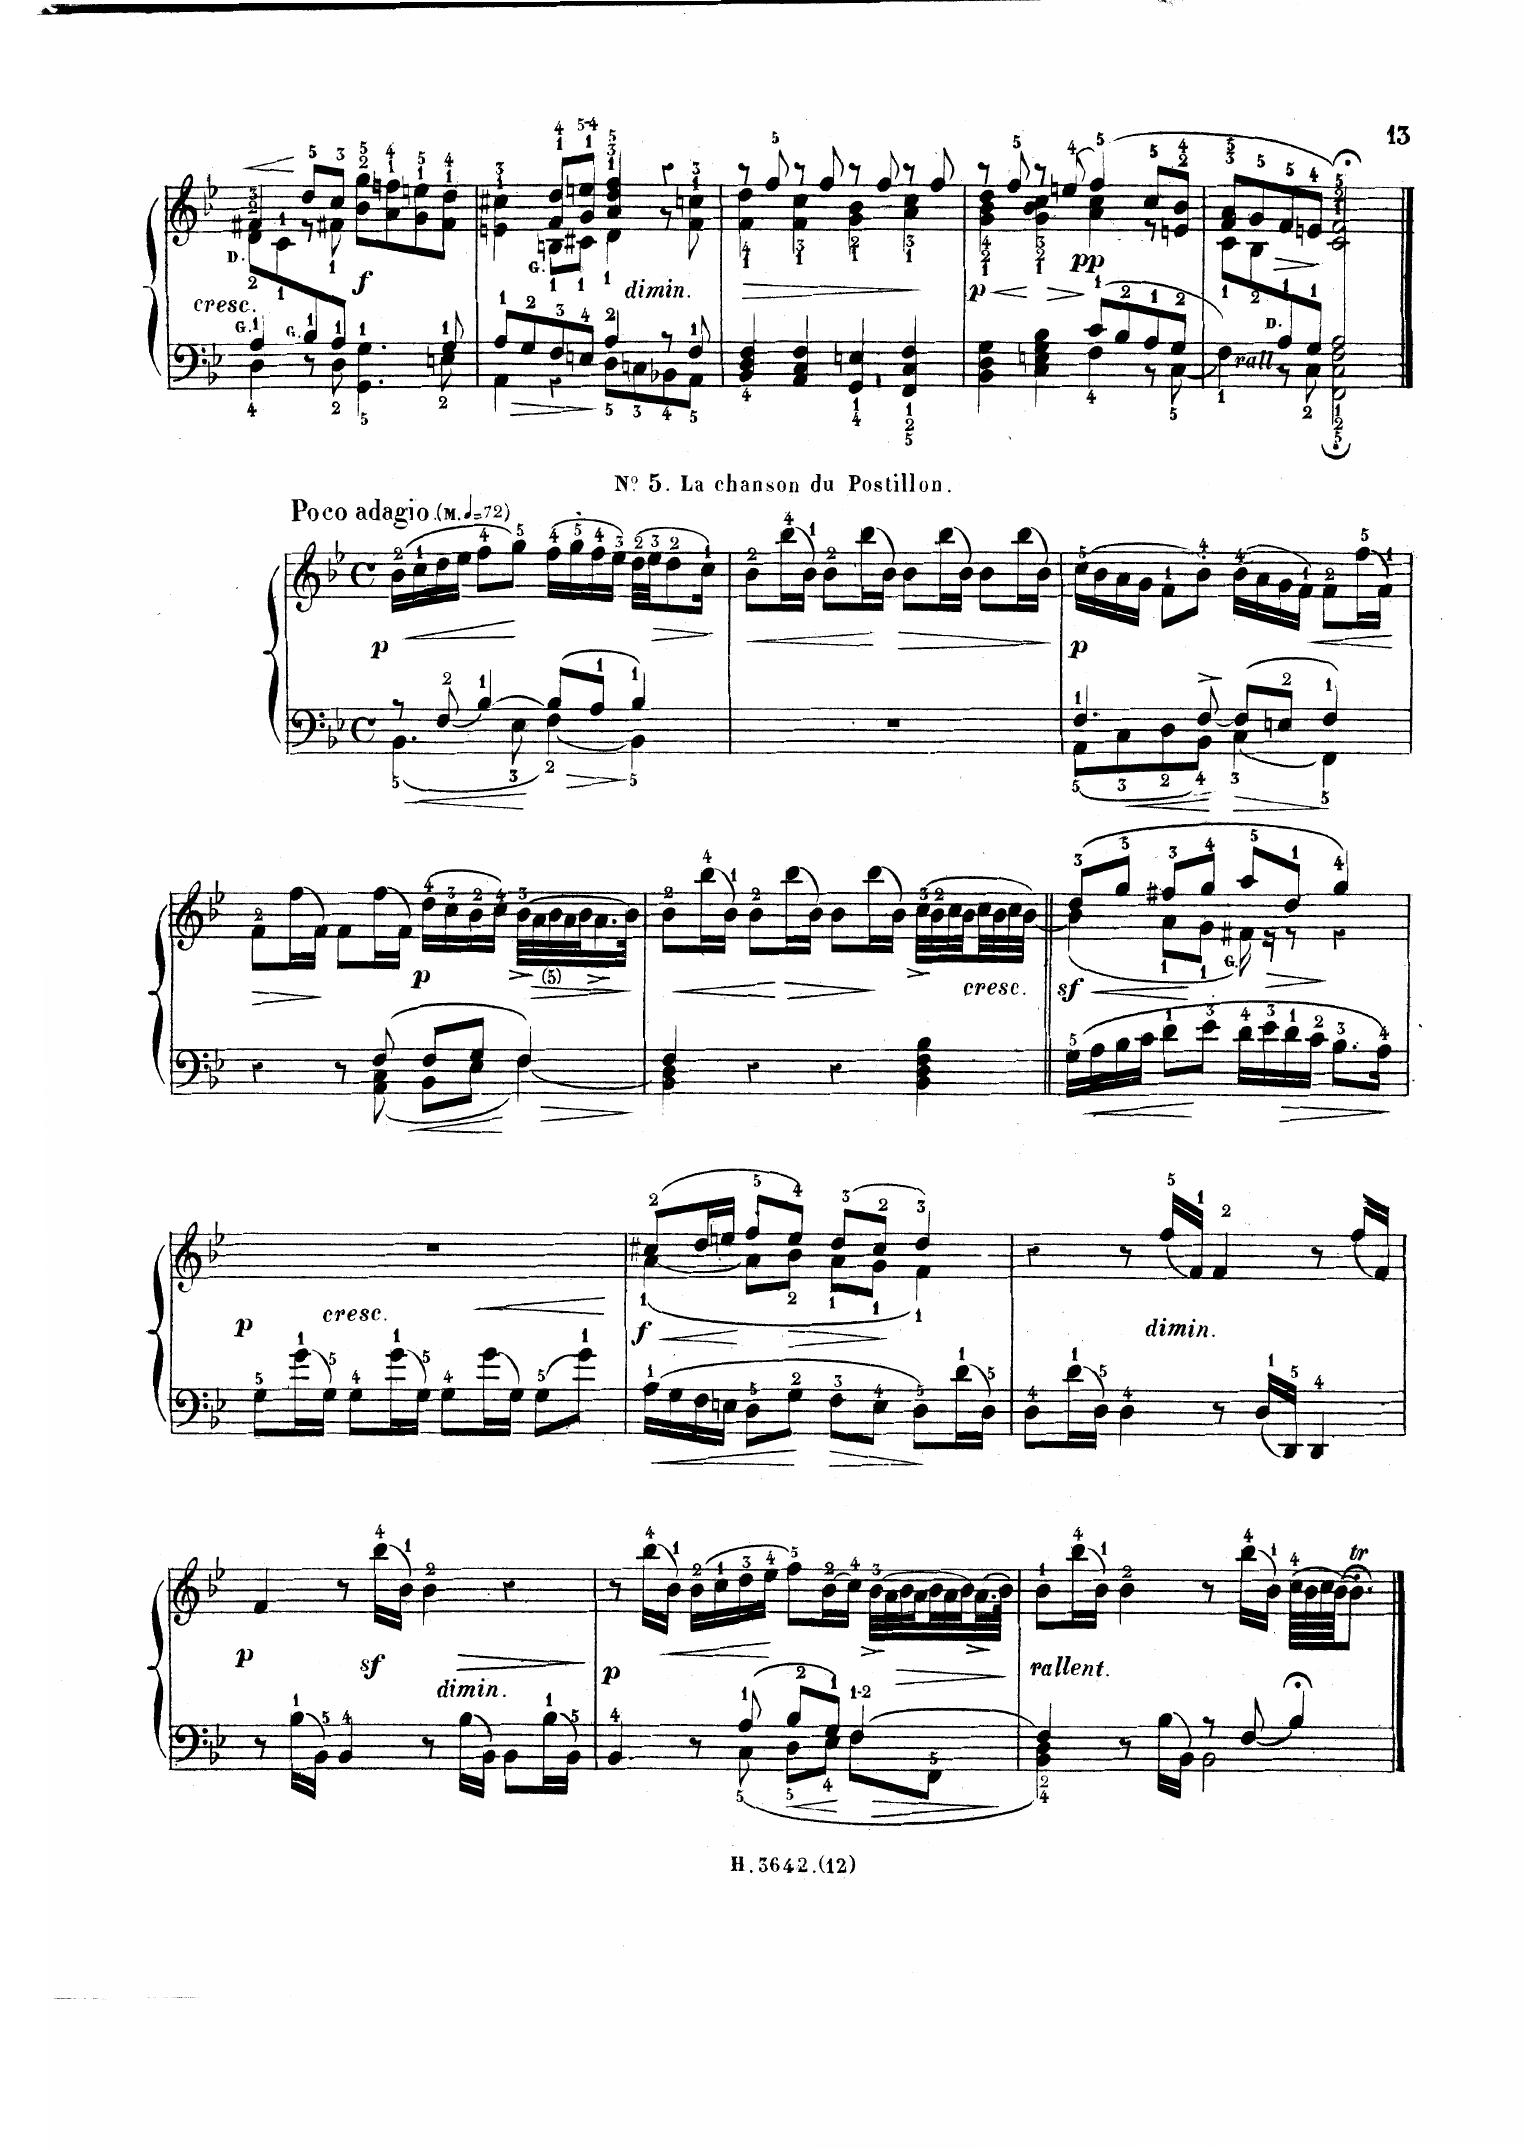 13
D.
cresc.
G.
G.
f
G.
dimin.
p
pp
D.
rall.
Nº 5. La chanson du Postillon.
Poco adagio. (M. ♩=72)
p
p
p
(5)
cresc.
sf
G.
p
cresc.
f
dimin.
p
sf
dimin.
p
rallent.
tr
H. 3642. (12)